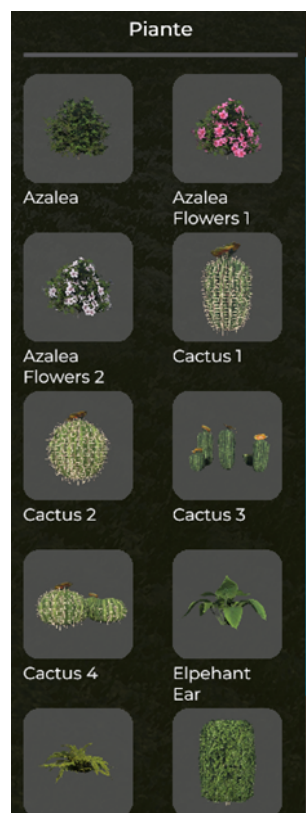 Piante
Azalea
Azalea
Flowers 1
Azalea
Flowers 2
Cactus 1
Cactus 2
Cactus 3
Cactus 4
Elpehant
Ear